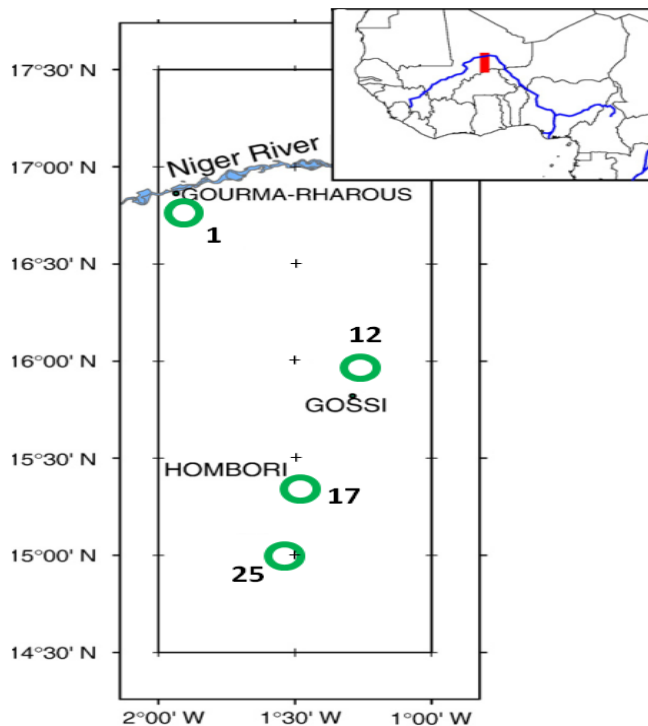 17°30' N
17°00' N
Niger River
GOURMA-RHAROUS
1
16°30' N
12
16°00' N
GOSSI
15°30' N
HOMBORI
17
15°00' N
25
14°30' N
2°00' W
1°30' W
1°00' W